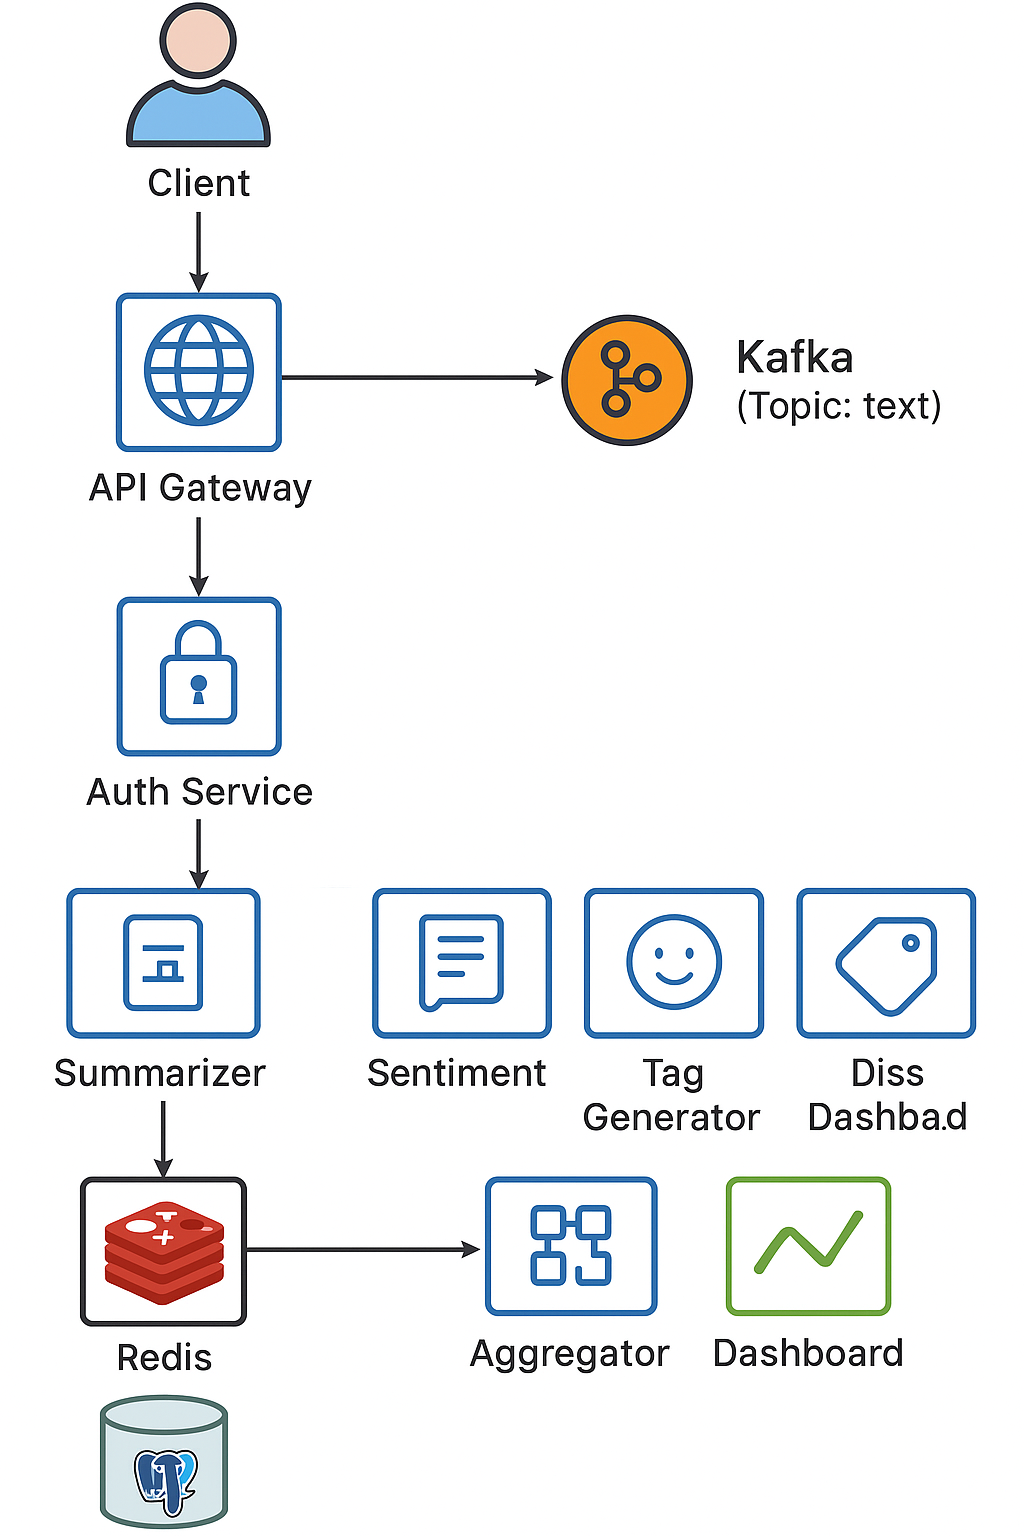 Client
Kafka
(Topic: text)
API Gateway
Auth Service
Summarizer
Sentiment
Tag
Generator
Diss
Dashba.d
Redis
Aggregator
Dashboard